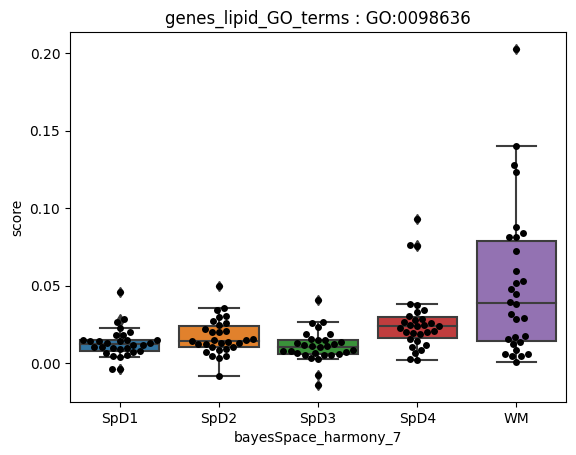 genes_lipid_GO_terms : GO:0098636
0.20
0.15
0.10
0.05
0.00
score
SpD1 SpD2 SpD3 SpD4 WM
bayesSpace_harmony_7